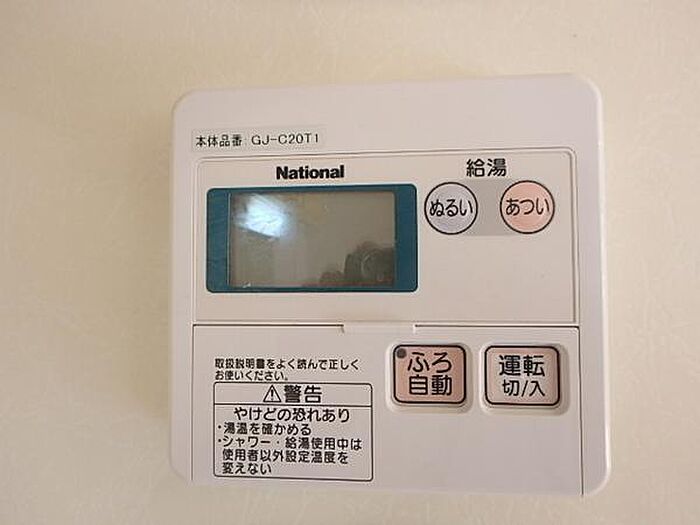 本体品番:GJ-C20T1
National
給湯
ぬるい
あつい
取扱説明書をよく読んで正しく
お使いください。
⚠警告
やけどの恐れあり
・湯温を確かめる
・シャワー・給湯使用中は
使用者以外設定温度を
変えない
ふろ
自動
運転
切/入